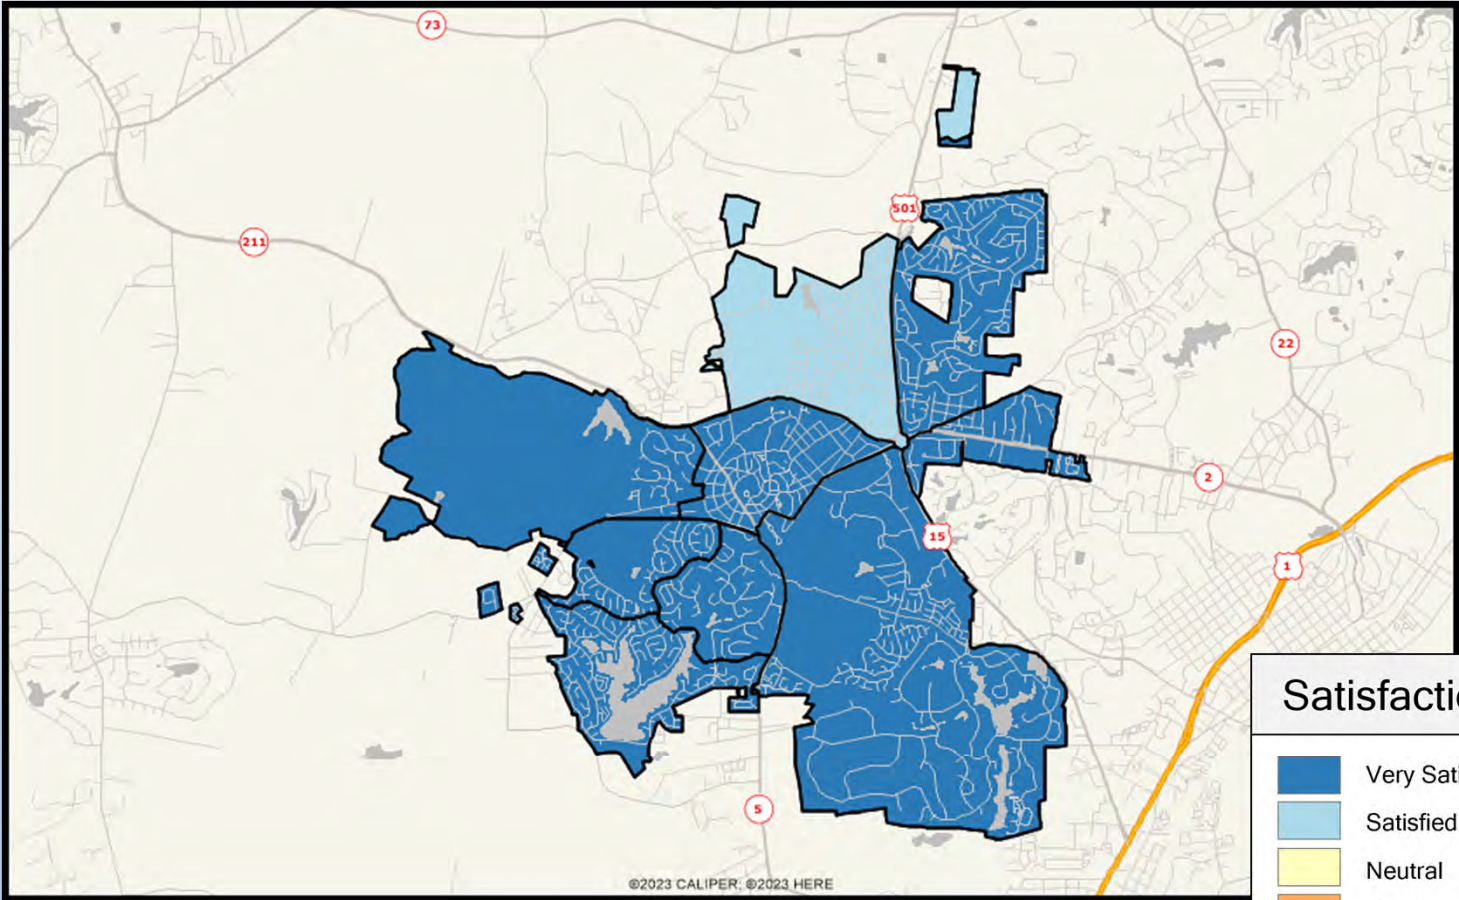 73
501
211
22
2
15
1
Satisfacti
Very Sati
Satisfied
Neutral
5
©2023 CALIPER; ©2023 HERE